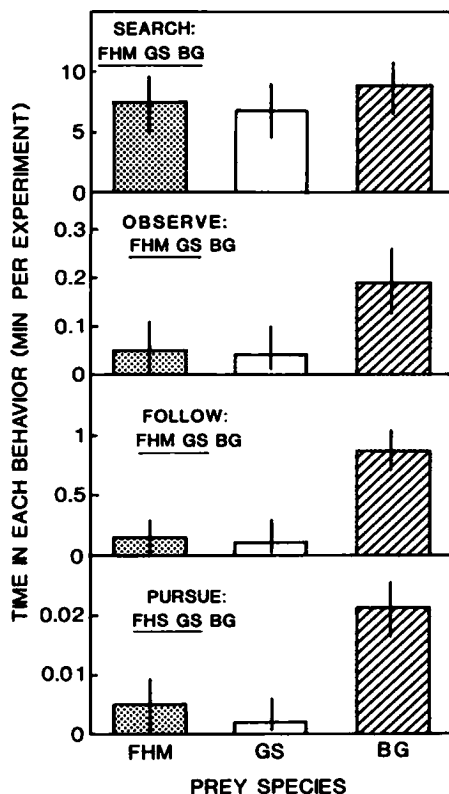 TIME IN EACH BEHAVIOR (MIN PER EXPERIMENT)
SEARCH:
FHM GS BG
10
5
0
OBSERVE:
FHM GS BG
0.3
0.2
0.1
0
FOLLOW:
FHM GS BG
1
0.5
0
PURSUE:
FHS GS BG
0.02
0.01
0
FHM GS BG
PREY SPECIES